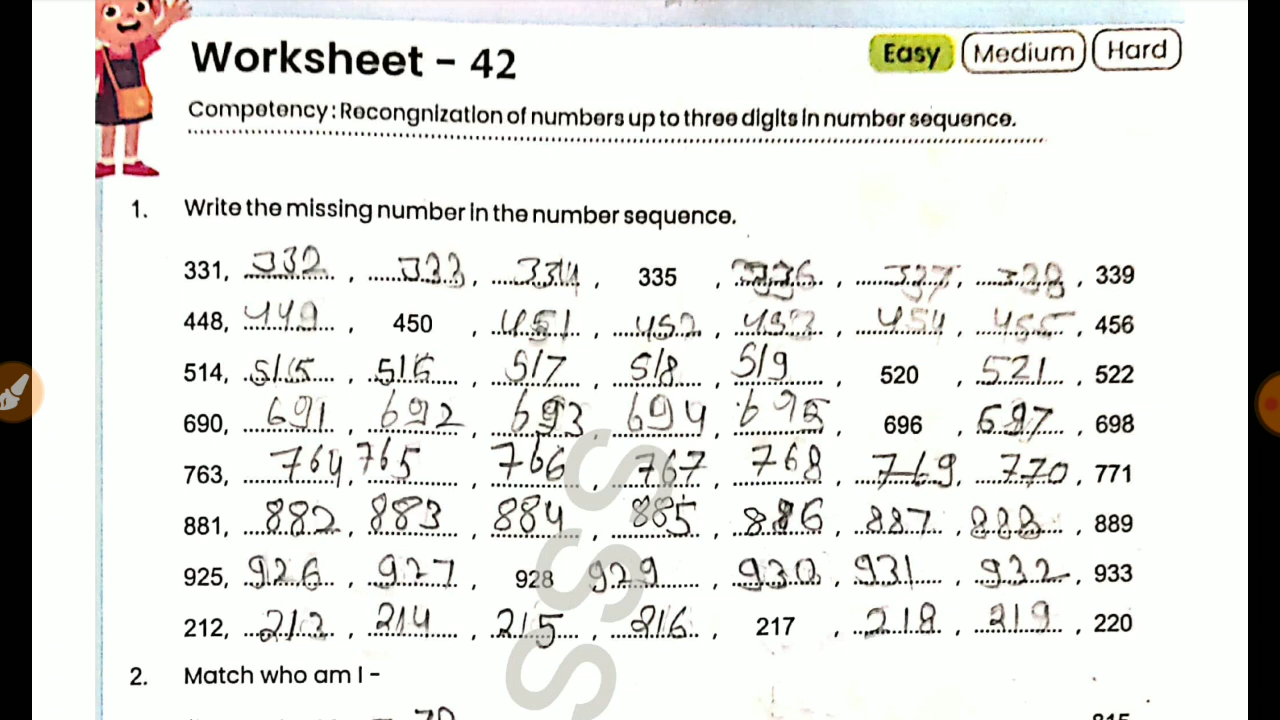 Worksheet - 42
Easy Medium Hard
Competency : Recongnization of numbers up to three digits in number sequence.
1. Write the missing number in the number sequence.
331, 332, 333, 334, 335, 336, 337, 338, 339
448, 449, 450, 451, 452, 453, 454, 455, 456
514, 515, 516, 517, 518, 519, 520, 521, 522
690, 691, 692, 693, 694, 695, 696, 697, 698
763, 764, 765, 766, 767, 768, 769, 770, 771
881, 882, 883, 884, 885, 886, 887, 888, 889
925, 926, 927, 928 929, 930, 931, 932, 933
212, 213, 214, 215, 216, 217, 218, 219, 220
SSS
2. Match who am I -